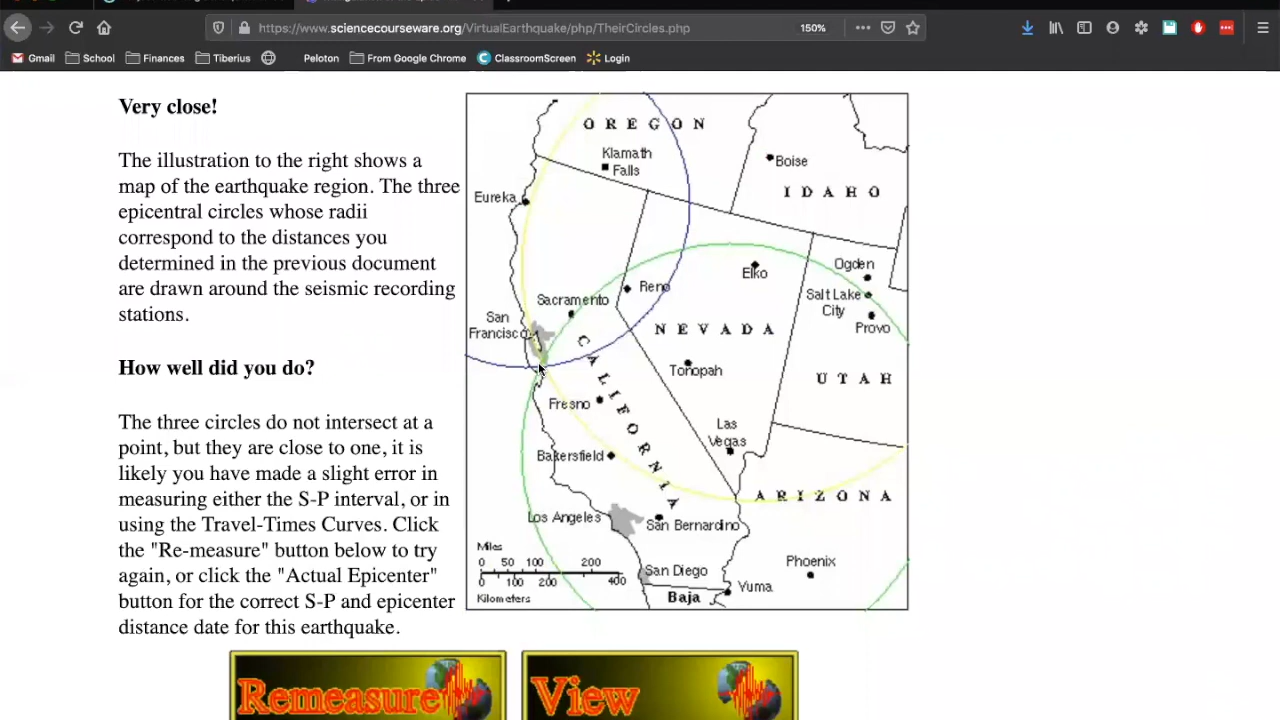 https://www.sciencecourseware.org/VirtualEarthquake/php/TheirCircles.php
150%
Gmail
School
Finances
Tiberius
Peloton
From Google Chrome
ClassroomScreen
Login
Very close!
The illustration to the right shows a
map of the earthquake region. The three
epicentral circles whose radii
correspond to the distances you
determined in the previous document
are drawn around the seismic recording
stations.
How well did you do?
The three circles do not intersect at a
point, but they are close to one, it is
likely you have made a slight error in
measuring either the S-P interval, or in
using the Travel-Times Curves. Click
the "Re-measure" button below to try
again, or click the "Actual Epicenter"
button for the correct S-P and epicenter
distance date for this earthquake.
OREGON
Klamath
Falls
Boise
IDAHO
Eureka
Elko
Ogden
Reno
Salt Lake
City
Sacramento
San
Francisco
Provo
NEVADA
CALIFORNIA
Tonopah
UTAH
Fresno
Las
Vegas
Bakersfield
ARIZONA
Los Angeles
San Bernardino
Miles
0 50 100 200
0 100 200 400
Kilometers
San Diego
Phoenix
Yuma
Baja
Remeasure
View